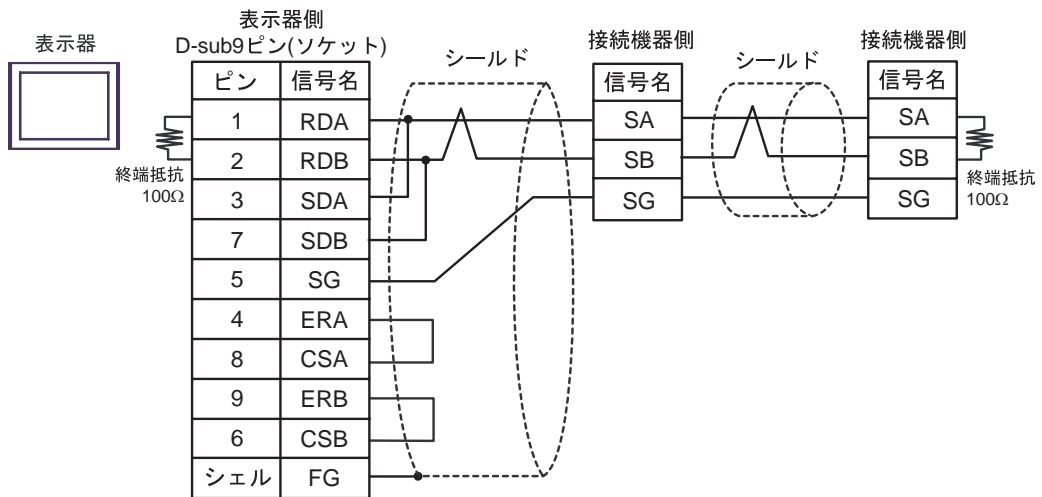 表示器
表示器側
D-sub9ピン(ソケット)
ピン 信号名
1 RDA
2 RDB
3 SDA
7 SDB
5 SG
4 ERA
8 CSA
9 ERB
6 CSB
シェル FG
終端抵抗
100Ω
シールド
接続機器側
信号名
SA
SB
SG
シールド
接続機器側
信号名
SA
SB
SG
終端抵抗
100Ω